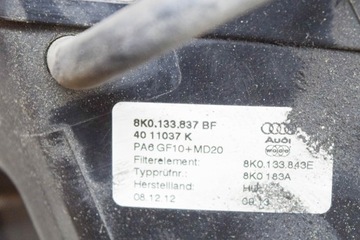 8K0.133.837 BF
40 11037 K
PA6 GF10+MD20
Audi
Filterelement: 8K0.133.843E
Typprüfnr.: 8K0 183A
Herstellland:
08.12.12